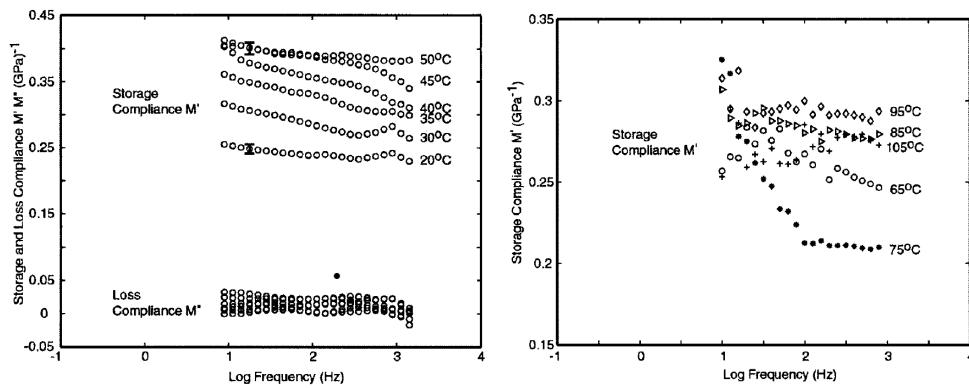 Storage and Loss Compliance M' M" (GPa)⁻¹
0.45
0.35
0.25
0.15
0.05
0
-0.05
Storage
Compliance M'
Loss
Compliance M"
50°C
45°C
40°C
35°C
30°C
20°C
-1
0
1
2
3
4
Log Frequency (Hz)
Storage Compliance M' (GPa⁻¹)
0.35
0.3
0.25
0.2
0.15
Storage
Compliance M'
95°C
85°C
105°C
65°C
75°C
-1
0
1
2
3
4
Log Frequency (Hz)